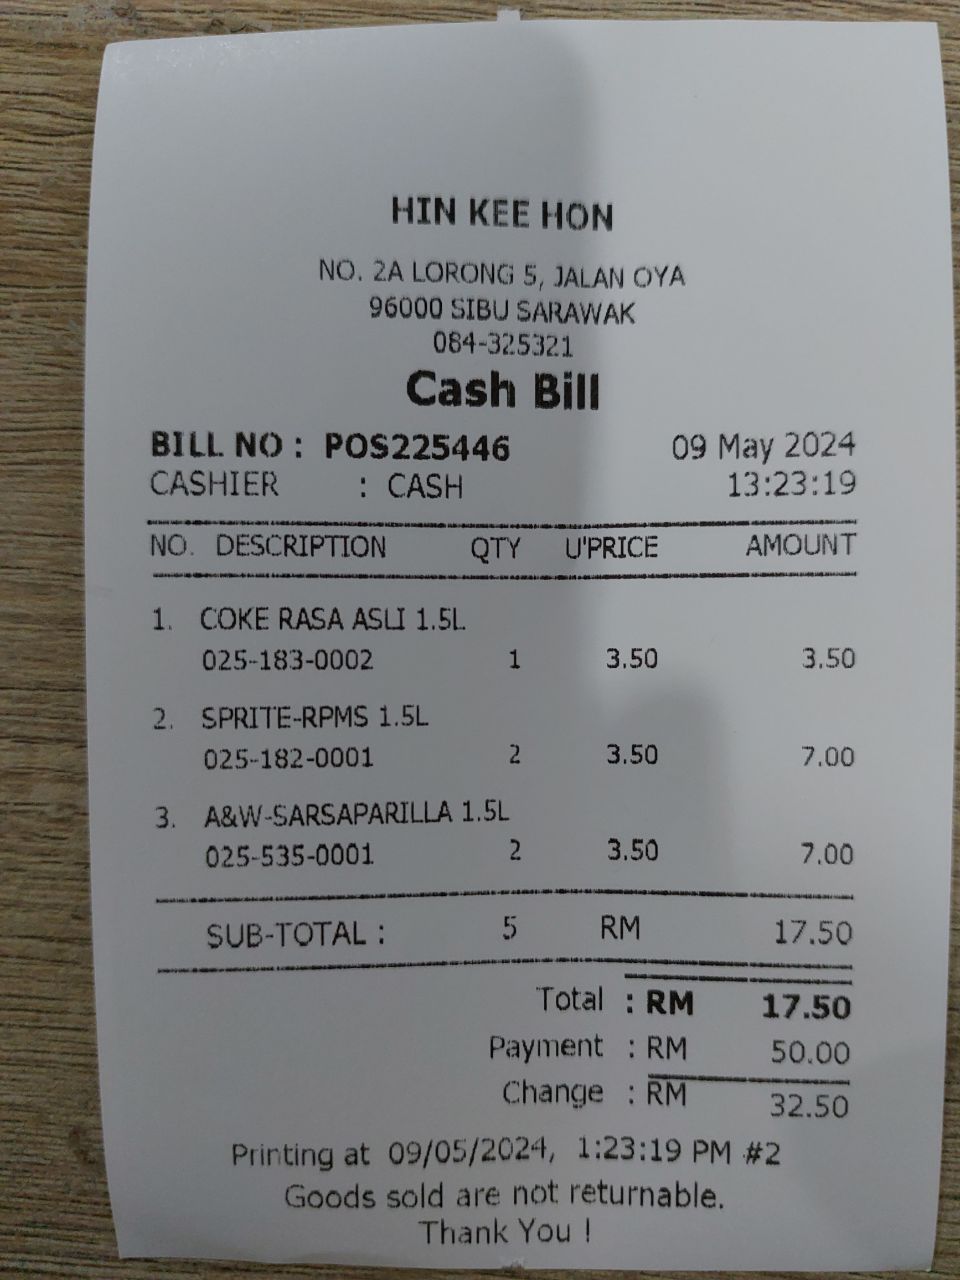 HIN KEE HON
NO. 2A LORONG 5, JALAN OYA
96000 SIBU SARAWAK
084-325321
Cash Bill
BILL NO : POS225446 09 May 2024
CASHIER : CASH 13:23:19
NO. DESCRIPTION QTY U'PRICE AMOUNT
1. COKE RASA ASLI 1.5L
025-183-0002 1 3.50 3.50
2. SPRITE-RPMS 1.5L
025-182-0001 2 3.50 7.00
3. A&W-SARSAPARILLA 1.5L
025-535-0001 2 3.50 7.00
SUB-TOTAL : 5 RM 17.50
Total : RM 17.50
Payment : RM 50.00
Change : RM 32.50
Printing at 09/05/2024, 1:23:19 PM #2
Goods sold are not returnable.
Thank You !